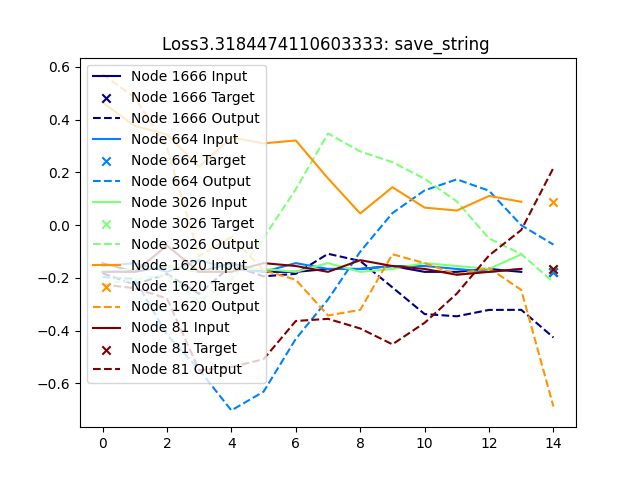 Loss3.3184474110603333: save_string
0.6
0.4
0.2
0.0
−0.2
−0.4
−0.6
Node 1666 Input
Node 1666 Target
Node 1666 Output
Node 664 Input
Node 664 Target
Node 664 Output
Node 3026 Input
Node 3026 Target
Node 3026 Output
Node 1620 Input
Node 1620 Target
Node 1620 Output
Node 81 Input
Node 81 Target
Node 81 Output
0 2 4 6 8 10 12 14